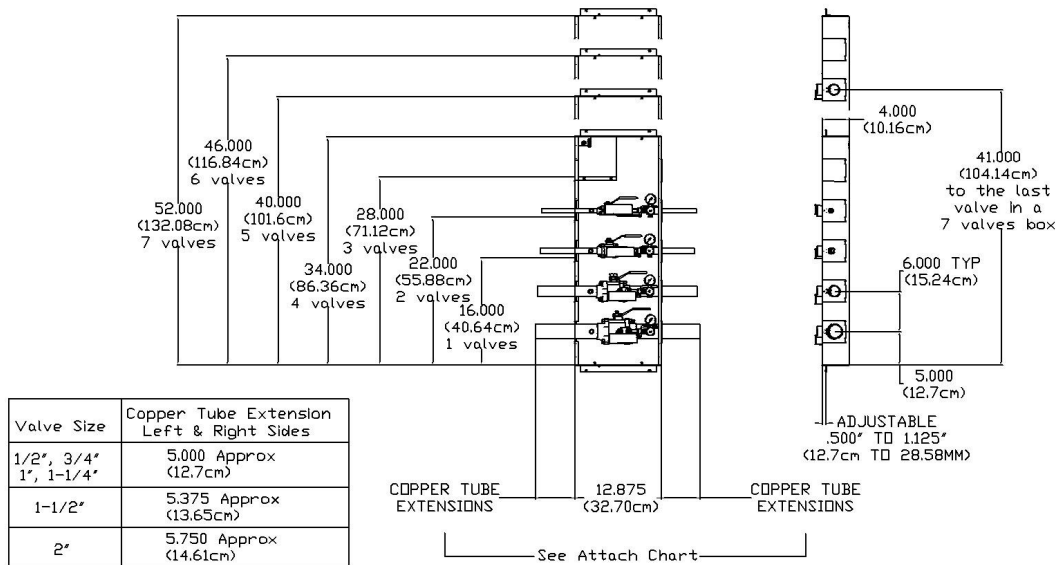 46.000
(116.84cm)
6 valves
52.000
(132.08cm)
7 valves
40.000
(101.6cm)
5 valves
34.000
(86.36cm)
4 valves
28.000
(71.12cm)
3 valves
22.000
(55.88cm)
2 valves
16.000
(40.64cm)
1 valves
4.000
(10.16cm)
41.000
(104.14cm)
to the last
valve in a
7 valves box
6.000 TYP
(15.24cm)
5.000
(12.7cm)
ADJUSTABLE
.500" TO 1.125"
(12.7cm TO 28.58MM)
COPPER TUBE
EXTENSIONS
12.875
(32.70cm)
COPPER TUBE
EXTENSIONS
See Attach Chart
Valve Size
Copper Tube Extension
Left & Right Sides
1/2", 3/4"
1", 1-1/4"
5.000 Approx
(12.7cm)
1-1/2"
5.375 Approx
(13.65cm)
2"
5.750 Approx
(14.61cm)